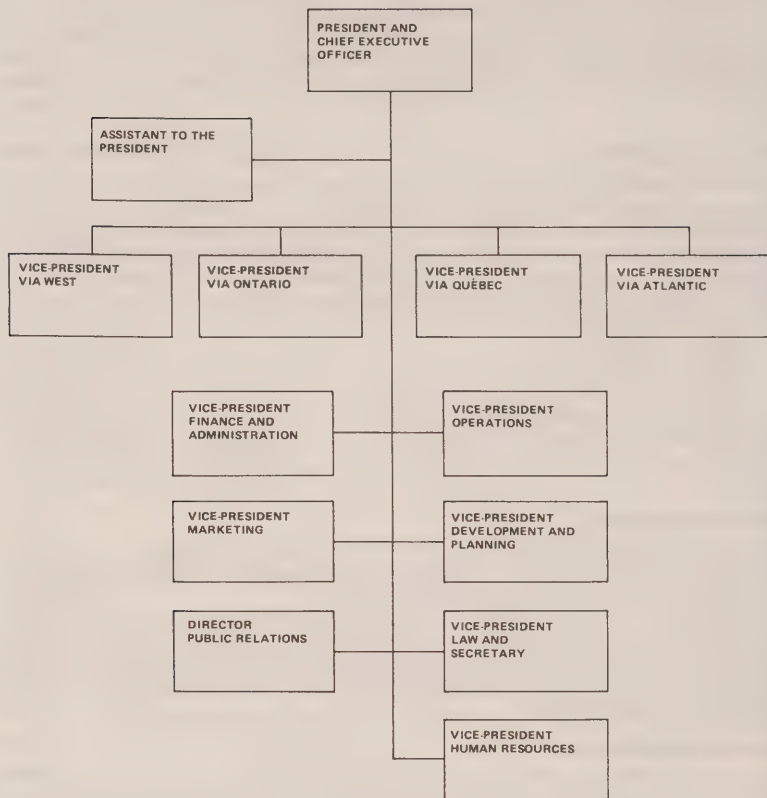 PRESIDENT AND
CHIEF EXECUTIVE
OFFICER
ASSISTANT TO THE
PRESIDENT
VICE-PRESIDENT
VIA WEST
VICE-PRESIDENT
VIA ONTARIO
VICE-PRESIDENT
VIA QUÉBEC
VICE-PRESIDENT
VIA ATLANTIC
VICE-PRESIDENT
FINANCE AND
ADMINISTRATION
VICE-PRESIDENT
OPERATIONS
VICE-PRESIDENT
MARKETING
VICE-PRESIDENT
DEVELOPMENT AND
PLANNING
DIRECTOR
PUBLIC RELATIONS
VICE-PRESIDENT
LAW AND
SECRETARY
VICE-PRESIDENT
HUMAN RESOURCES